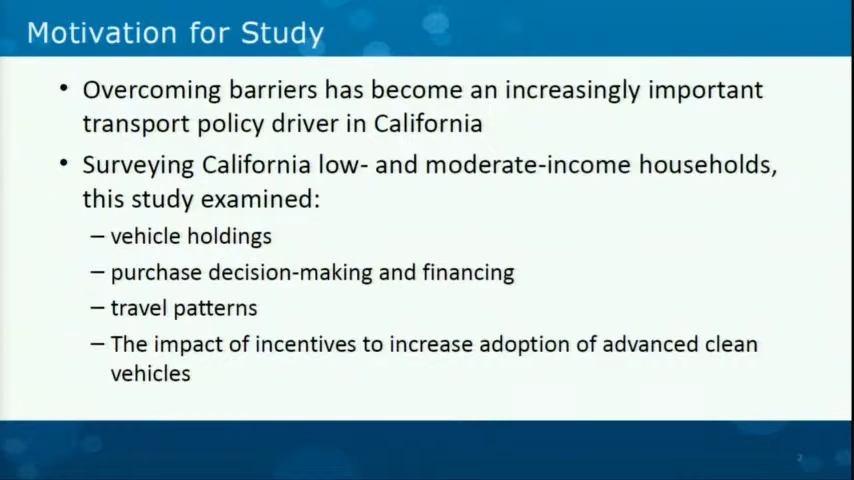 Motivation for Study
• Overcoming barriers has become an increasingly important
transport policy driver in California
• Surveying California low- and moderate-income households,
this study examined:
– vehicle holdings
– purchase decision-making and financing
– travel patterns
– The impact of incentives to increase adoption of advanced clean
vehicles
2